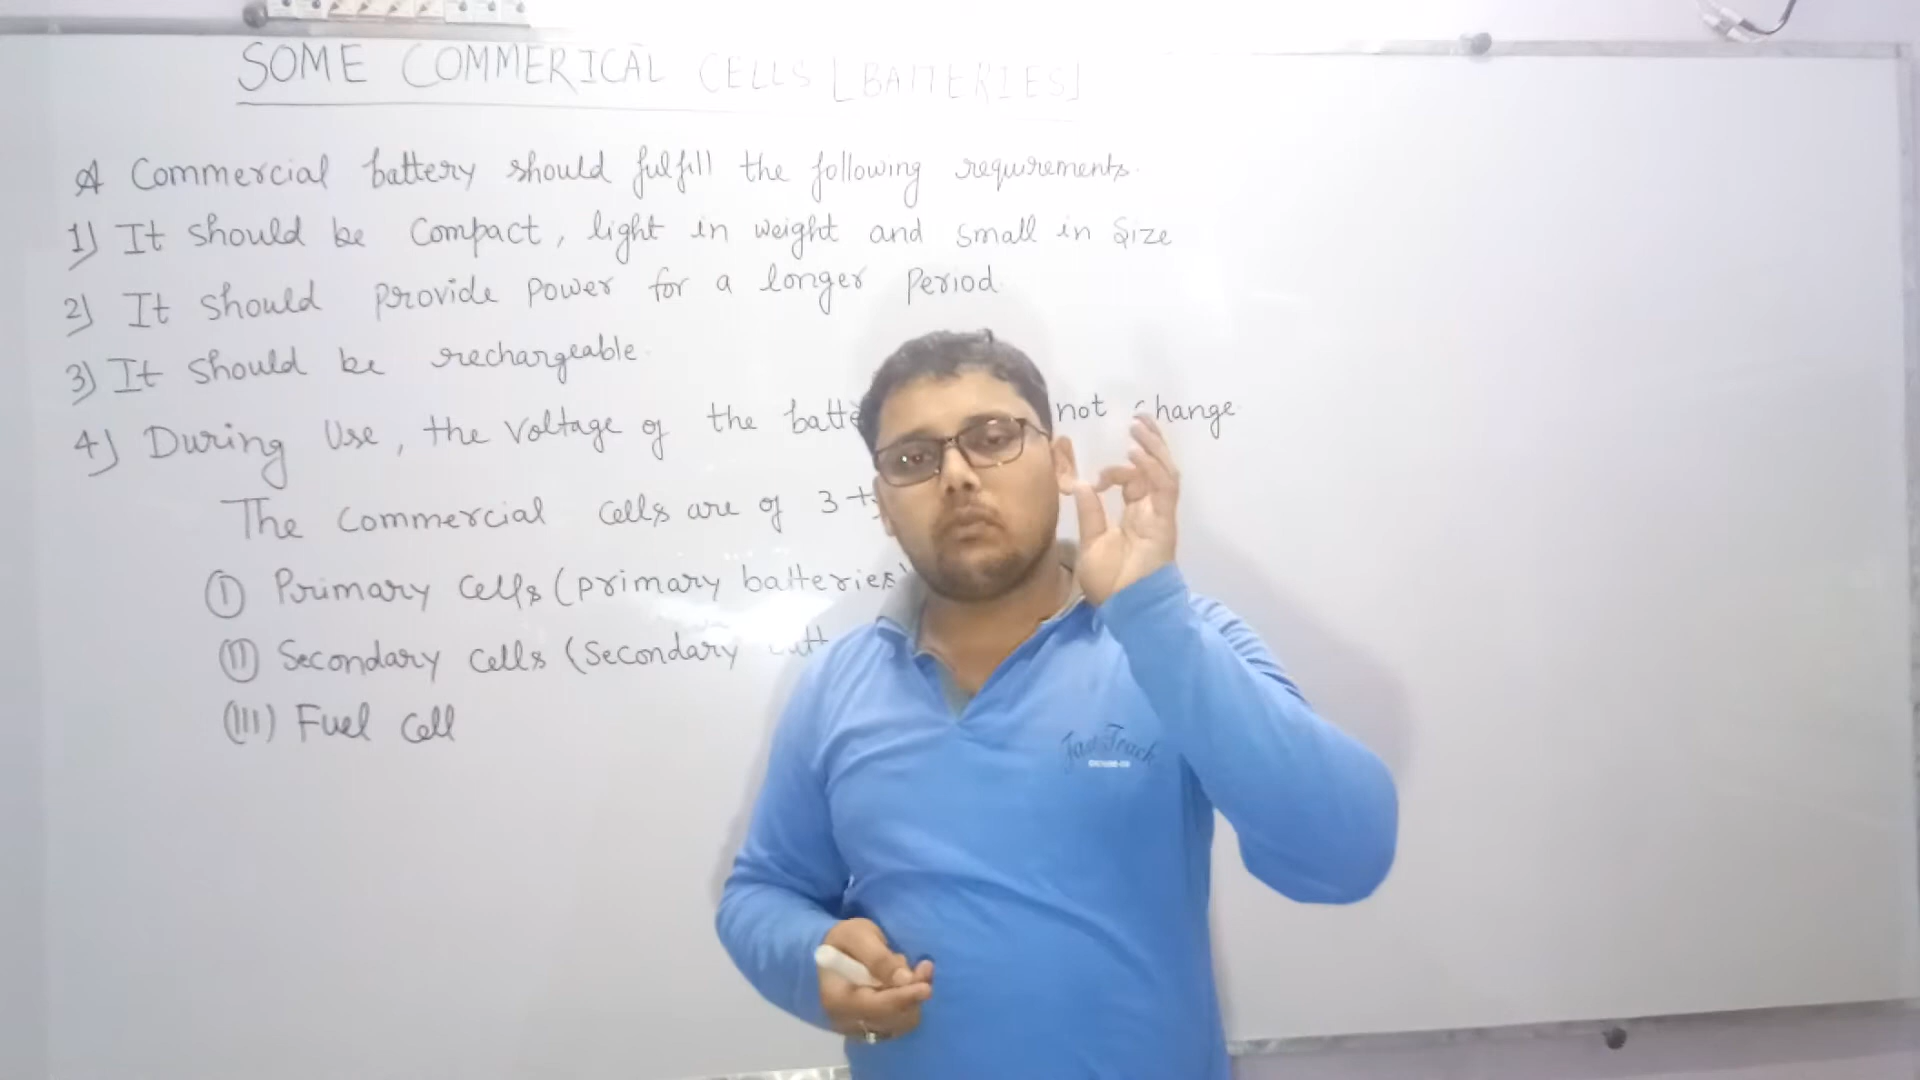 SOME COMMERICAL CELLS [BATTERIES]
A Commercial battery should fulfill the following requirements.
1) It should be Compact, light in weight and small in size
2) It should provide power for a longer Period.
3) It should be rechargeable.
4) During Use, the Voltage of the batte not change.
The Commercial cells are of 3
(I) Primary Cells (primary batteries)
(II) Secondary cells (Secondary
(III) Fuel Cell